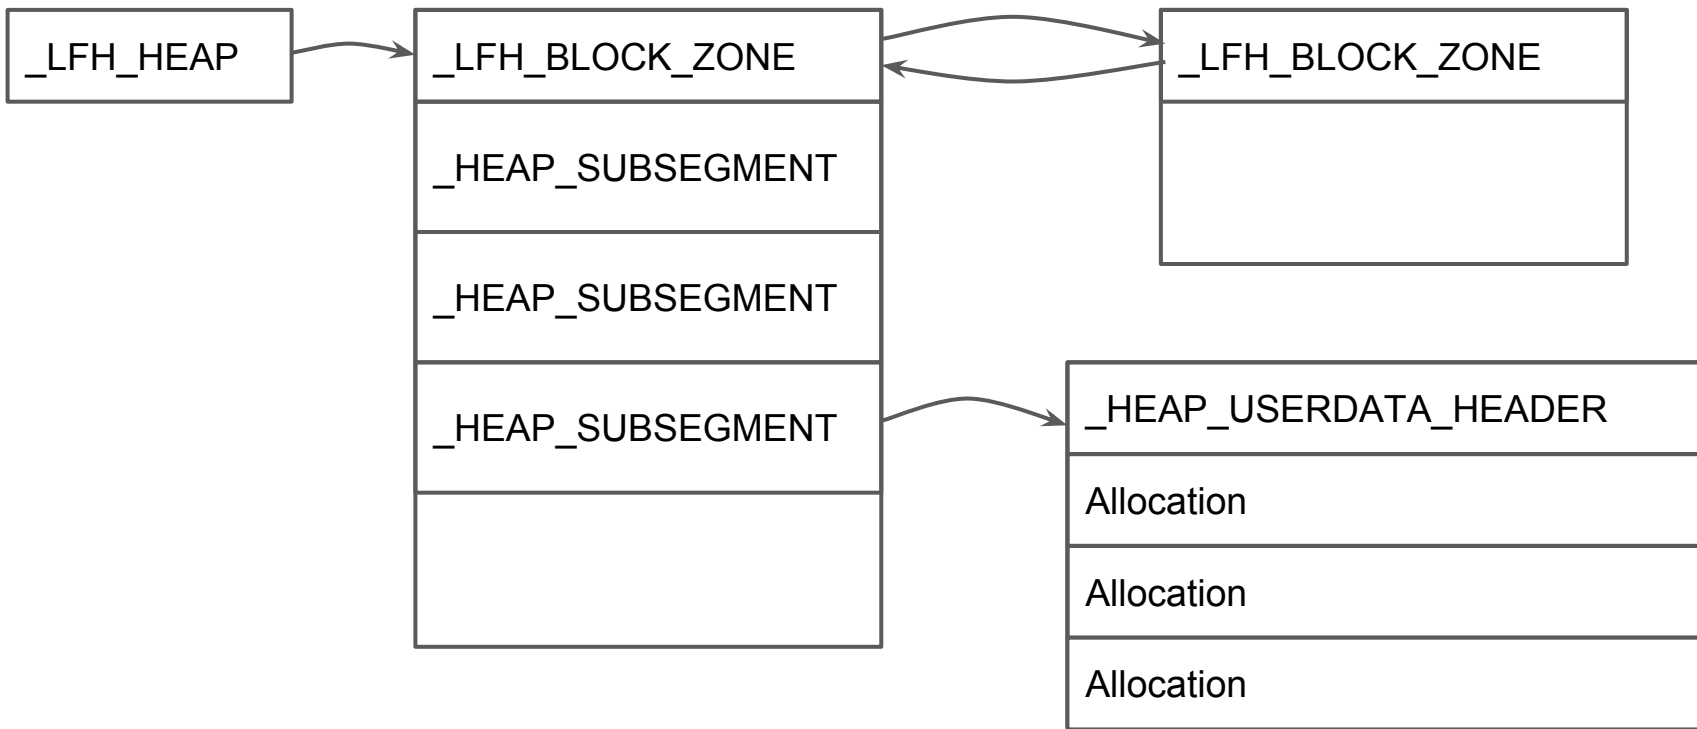 _LFH_HEAP
_LFH_BLOCK_ZONE
_LFH_BLOCK_ZONE
_HEAP_SUBSEGMENT
_HEAP_SUBSEGMENT
_HEAP_SUBSEGMENT
_HEAP_USERDATA_HEADER
Allocation
Allocation
Allocation